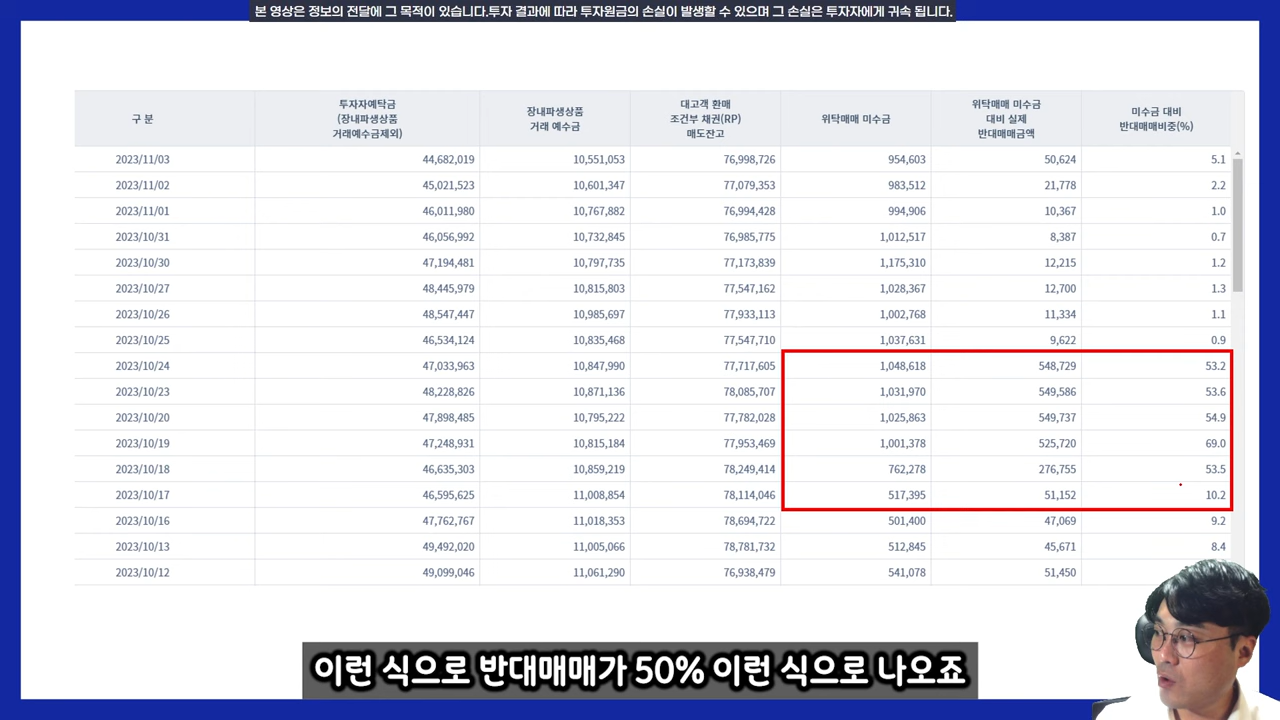 본 영상은 정보의 전달에 그 목적이 있습니다.투자 결과에 따라 투자원금의 손실이 발생할 수 있으며 그 손실은 투자자에게 귀속 됩니다.
구 분 투자자예탁금 (장내파생상품 거래예수금제외) 장내파생상품 거래 예수금 대고객 환매 조건부 채권(RP) 매도잔고 위탁매매 미수금 위탁매매 미수금 대비 실제 반대매매금액 미수금 대비 반대매매비중(%)
2023/11/03 44,682,019 10,551,053 76,998,726 954,603 50,624 5.1
2023/11/02 45,021,523 10,601,347 77,079,353 983,512 21,778 2.2
2023/11/01 46,011,980 10,767,882 76,994,428 994,906 10,367 1.0
2023/10/31 46,056,992 10,732,845 76,985,775 1,012,517 8,387 0.7
2023/10/30 47,194,481 10,797,735 77,173,839 1,175,310 12,215 1.2
2023/10/27 48,445,979 10,815,803 77,547,162 1,028,367 12,700 1.3
2023/10/26 48,547,447 10,985,697 77,933,113 1,002,768 11,334 1.1
2023/10/25 46,534,124 10,835,468 77,547,710 1,037,631 9,622 0.9
2023/10/24 47,033,963 10,847,990 77,717,605 1,048,618 548,729 53.2
2023/10/23 48,228,826 10,871,136 78,085,707 1,031,970 549,586 53.6
2023/10/20 47,898,485 10,795,222 77,782,028 1,025,863 549,737 54.9
2023/10/19 47,248,931 10,815,184 77,953,469 1,001,378 525,720 69.0
2023/10/18 46,635,303 10,859,219 78,249,414 762,278 276,755 53.5
2023/10/17 46,595,625 11,008,854 78,114,046 517,395 51,152 10.2
2023/10/16 47,762,767 11,018,353 78,694,722 501,400 47,069 9.2
2023/10/13 49,492,020 11,005,066 78,781,732 512,845 45,671 8.4
2023/10/12 49,099,046 11,061,290 76,938,479 541,078 51,450
이런 식으로 반대매매가 50% 이런 식으로 나오죠